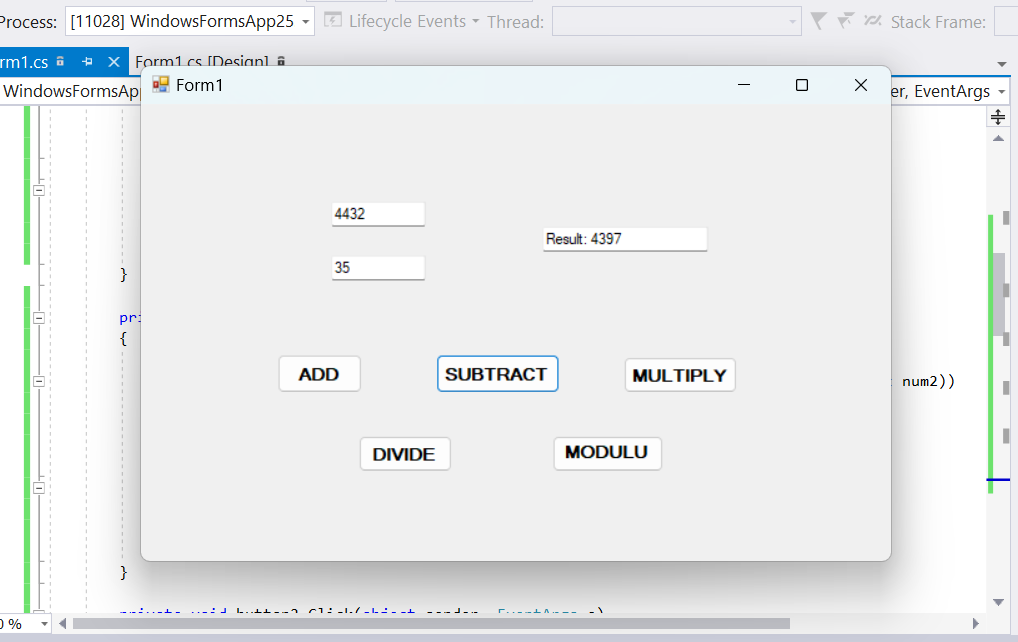 Process: [11028] WindowsFormsApp25 Lifecycle Events Thread: Stack Frame:
rm1.cs Form1.cs [Design]
WindowsFormsAp er, EventArgs
Form1
4432
Result: 4397
35
}
pri
{
ADD SUBTRACT MULTIPLY
num2))
DIVIDE MODULU
}
private void button2_Click(object sender, EventArgs e)
0 %